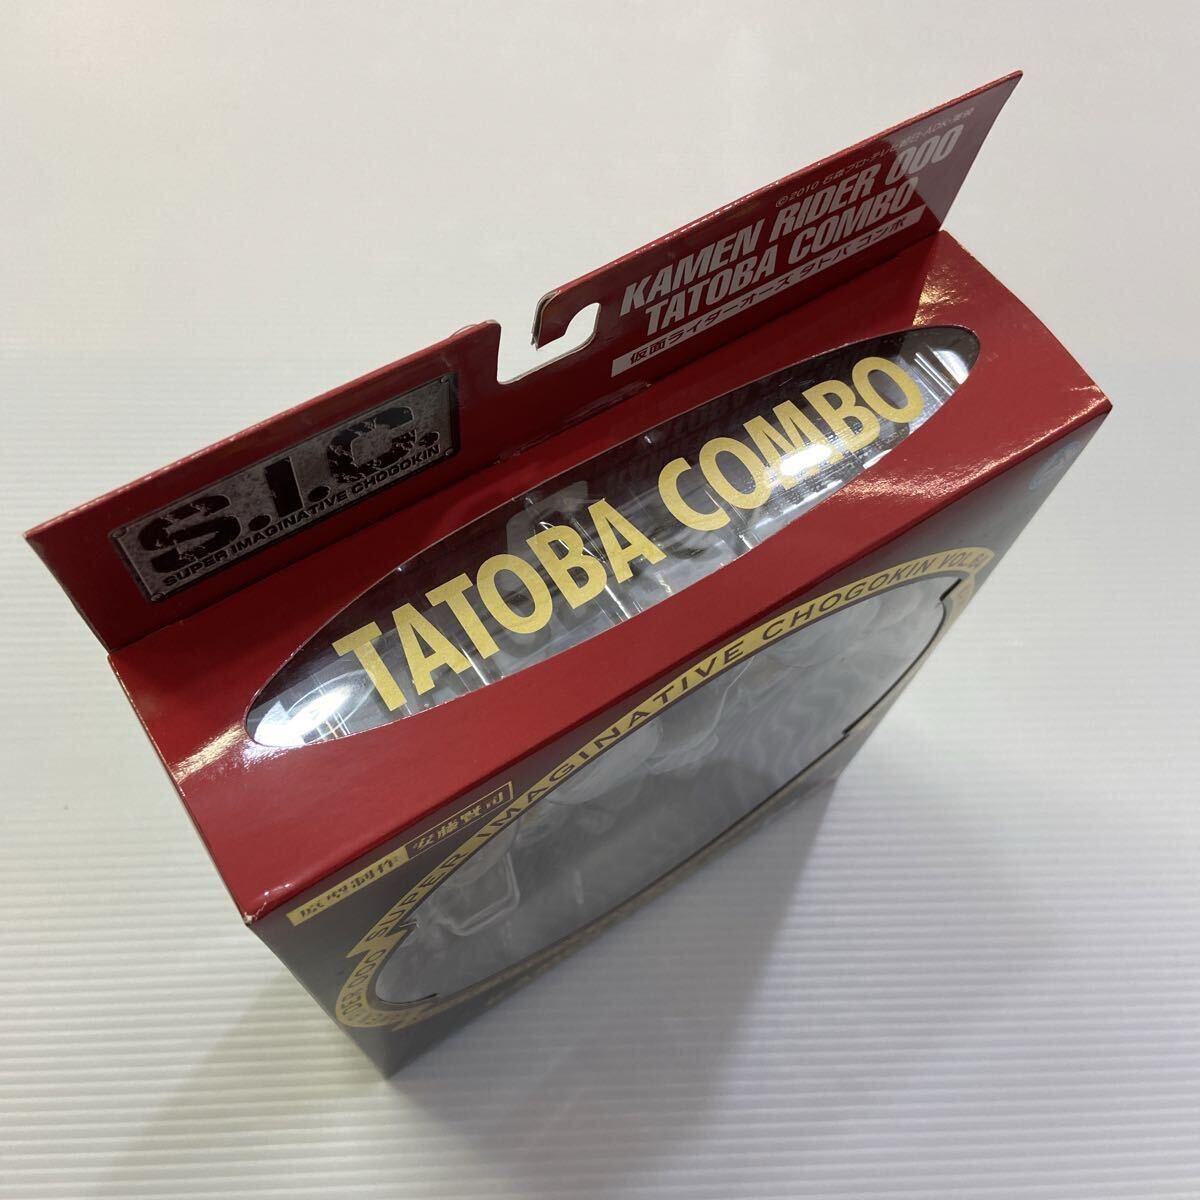 ©2010 石森プロ・テレビ朝日・ADK・東映
KAMEN RIDER OOO
TATOBA COMBO
仮面ライダーオーズ タトバ コンボ
S.I.C.
SUPER IMAGINATIVE CHOGOKIN
TATOBA COMBO
原型制作 安藤賢司
RIDER OOO SUPER IMAGINATIVE CHOGOKIN